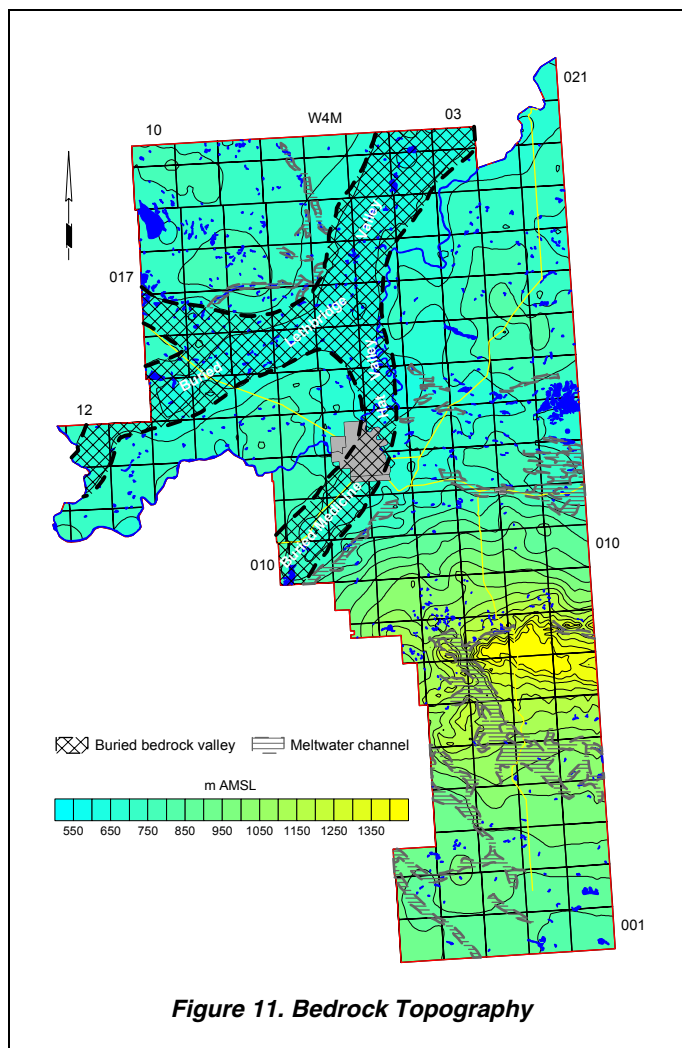 021
W4M
03
10
Valley
017
Lethbridge
Valley
Buried
Hat
12
Buried Medicine
010
010
Buried bedrock valley
Meltwater channel
m AMSL
550 650 750 850 950 1050 1150 1250 1350
001
Figure 11. Bedrock Topography